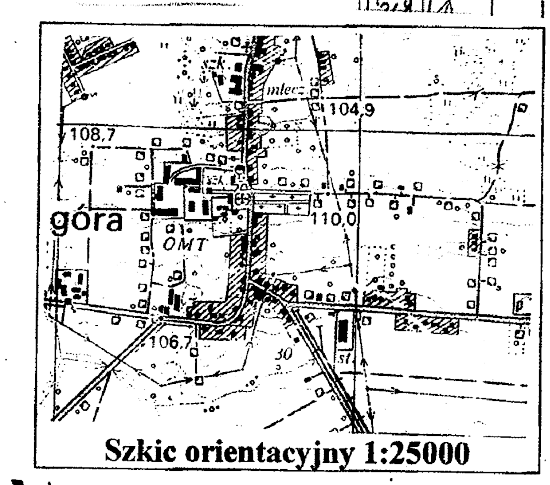 szk.
mlecz.
104,9
108,7
góra
110,0
OMT
106,7
30
st.
Szkic orientacyjny 1:25000